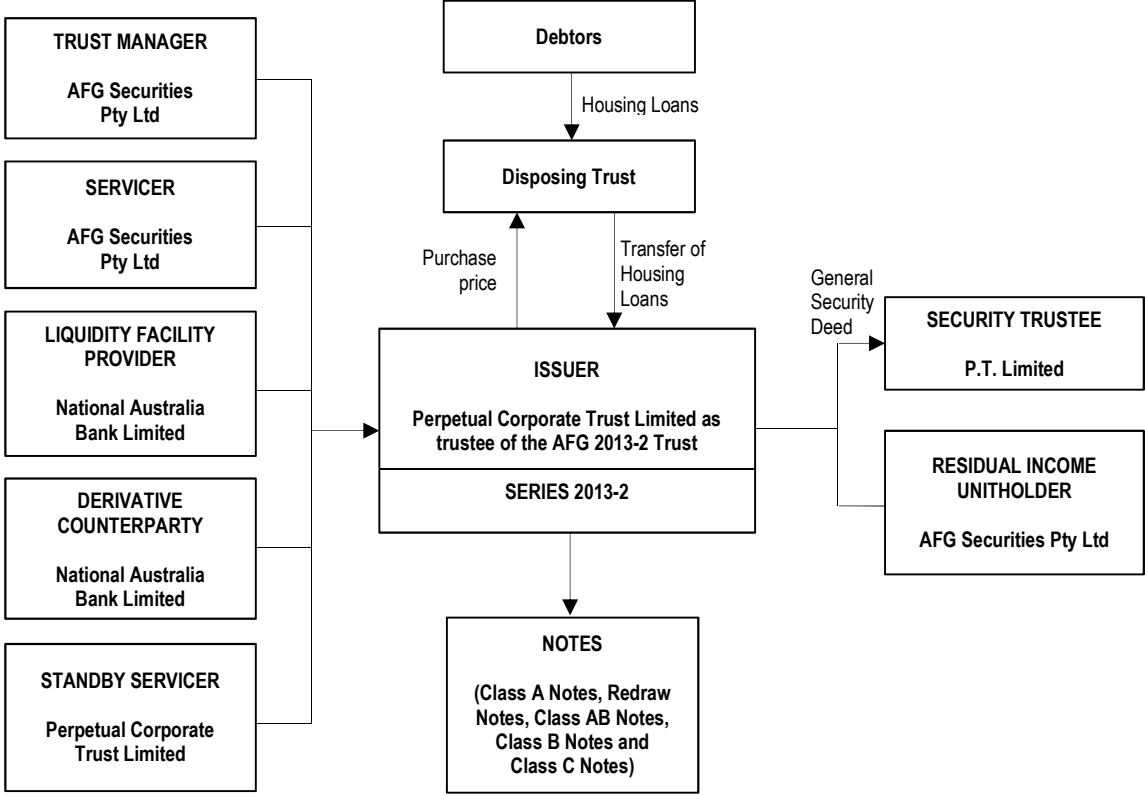 TRUST MANAGER
AFG Securities
Pty Ltd
SERVICER
AFG Securities
Pty Ltd
LIQUIDITY FACILITY
PROVIDER
National Australia
Bank Limited
DERIVATIVE
COUNTERPARTY
National Australia
Bank Limited
STANDBY SERVICER
Perpetual Corporate
Trust Limited
Debtors
Housing Loans
Disposing Trust
Purchase
price
Transfer of
Housing
Loans
ISSUER
Perpetual Corporate Trust Limited as
trustee of the AFG 2013-2 Trust
SERIES 2013-2
NOTES
(Class A Notes, Redraw
Notes, Class AB Notes,
Class B Notes and
Class C Notes)
General
Security
Deed
SECURITY TRUSTEE
P.T. Limited
RESIDUAL INCOME
UNITHOLDER
AFG Securities Pty Ltd